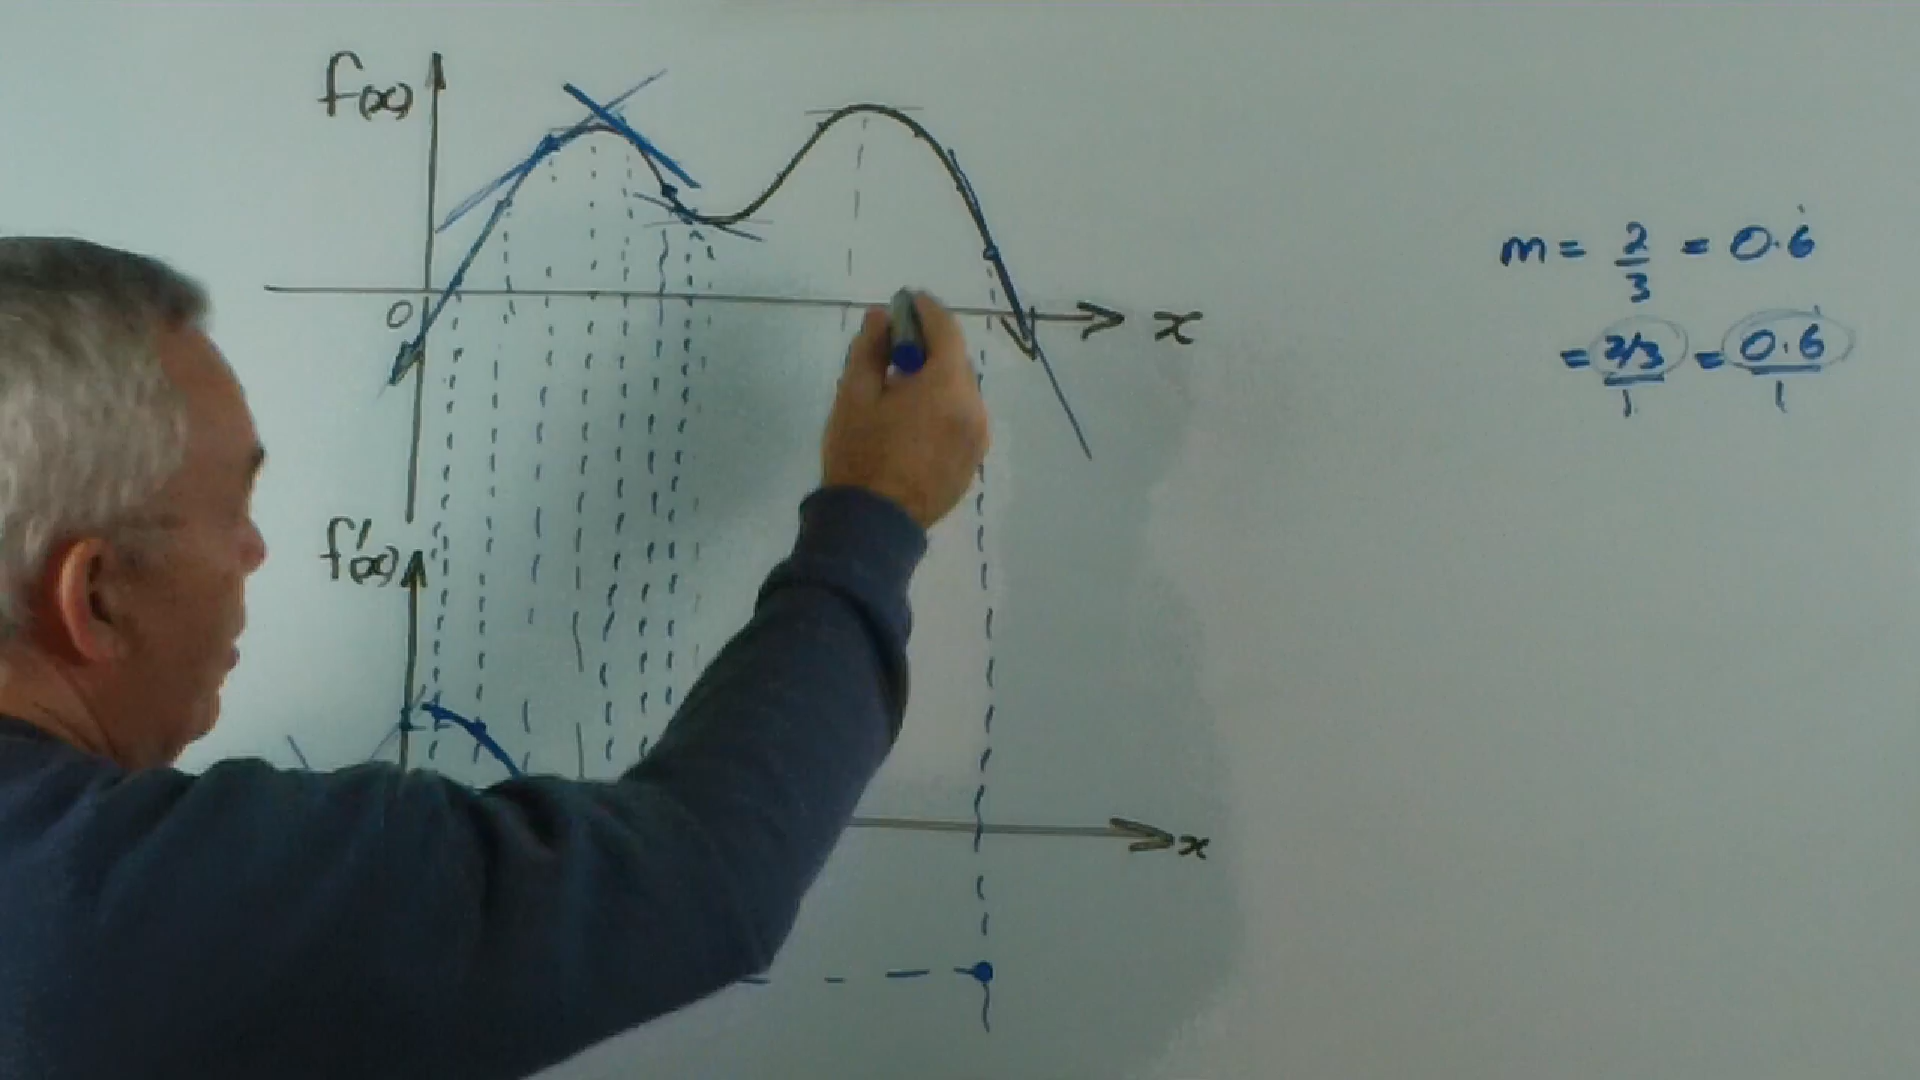 f(x)
0
x
m = 2/3 = 0.6̇
= (2/3)/1 = 0.6̇/1
f'(x)
x